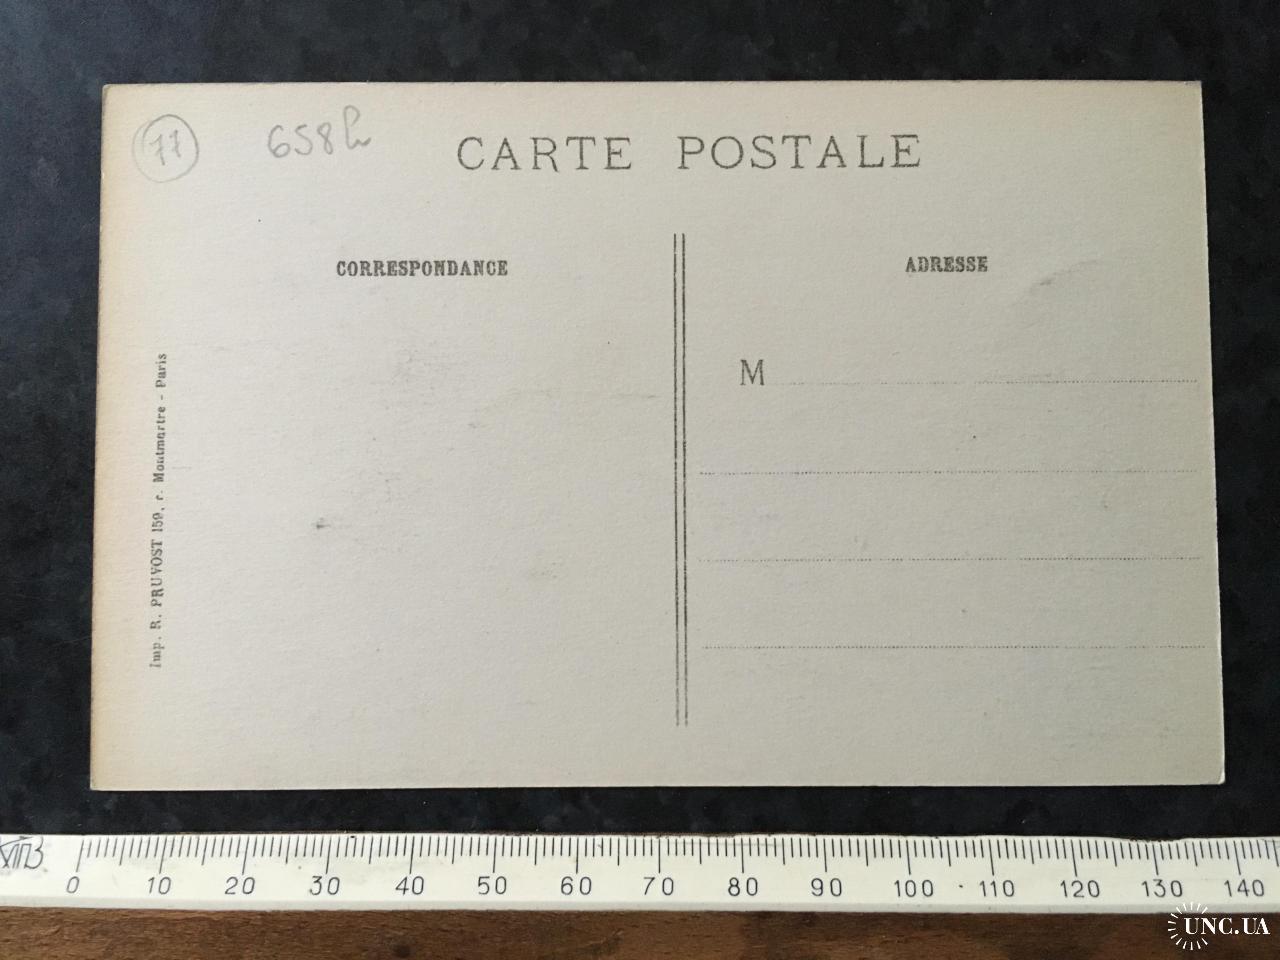 77
658
CARTE POSTALE
CORRESPONDANCE
ADRESSE
M
Imp. R. PRUVOST 159, r. Montmartre - Paris
0 10 20 30 40 50 60 70 80 90 100 110 120 130 140
UNC.UA